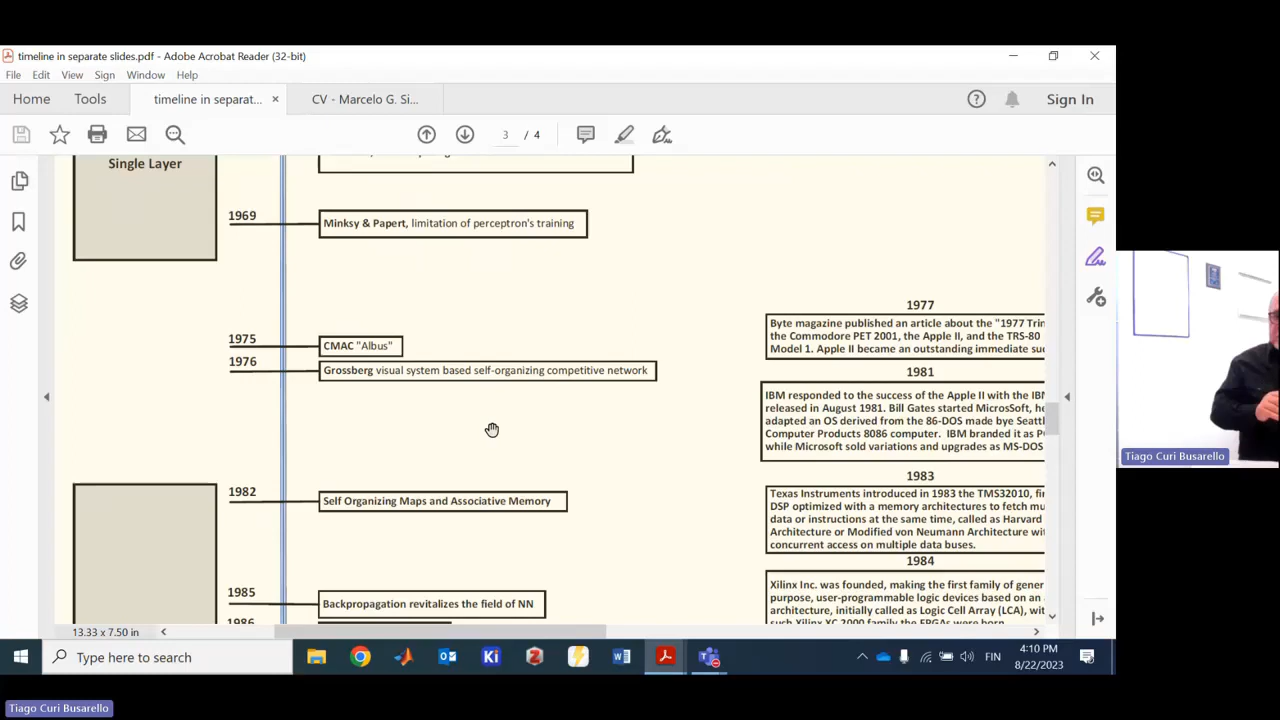 timeline in separate slides.pdf - Adobe Acrobat Reader (32-bit)
File Edit View Sign Window Help
Home Tools timeline in separat... × CV - Marcelo G. Si... Sign In
3 / 4
Single Layer
1969
Minksy & Papert, limitation of perceptron's training
1975
CMAC "Albus"
1976
Grossberg visual system based self-organizing competitive network
1982
Self Organizing Maps and Associative Memory
1985
Backpropagation revitalizes the field of NN
1986
1977
Byte magazine published an article about the "1977 Trin
the Commodore PET 2001, the Apple II, and the TRS-80
Model 1. Apple II became an outstanding immediate suc
1981
IBM responded to the success of the Apple II with the IBM
released in August 1981. Bill Gates started MicrosSoft, he
adapted an OS derived from the 86-DOS made bye Seattl
Computer Products 8086 computer. IBM branded it as P
while Microsoft sold variations and upgrades as MS-DOS
1983
Texas Instruments introduced in 1983 the TMS32010, fir
DSP optimized with a memory architectures to fetch mu
data or instructions at the same time, called as Harvard
Architecture or Modified von Neumann Architecture wit
concurrent access on multiple data buses.
1984
Xilinx Inc. was founded, making the first family of gener
purpose, user-programmable logic devices based on an
architecture, initially called as Logic Cell Array (LCA), wit
such Xilinx XC 2000 family the FPGAs were born
13.33 x 7.50 in
Type here to search
Ki
FIN
4:10 PM
8/22/2023
Tiago Curi Busarello
Tiago Curi Busarello